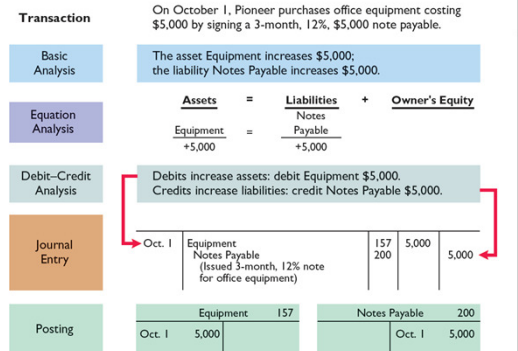 Transaction
On October 1, Pioneer purchases office equipment costing
$5,000 by signing a 3-month, 12%, $5,000 note payable.
Basic
Analysis
The asset Equipment increases $5,000;
the liability Notes Payable increases $5,000.
Equation
Analysis
Assets = Liabilities + Owner's Equity
Notes
Equipment = Payable
+5,000 +5,000
Debit–Credit
Analysis
Debits increase assets: debit Equipment $5,000.
Credits increase liabilities: credit Notes Payable $5,000.
Journal
Entry
Oct. 1 Equipment 157 5,000
Notes Payable 200 5,000
(Issued 3-month, 12% note
for office equipment)
Posting
Equipment 157
Oct. 1 5,000
Notes Payable 200
Oct. 1 5,000